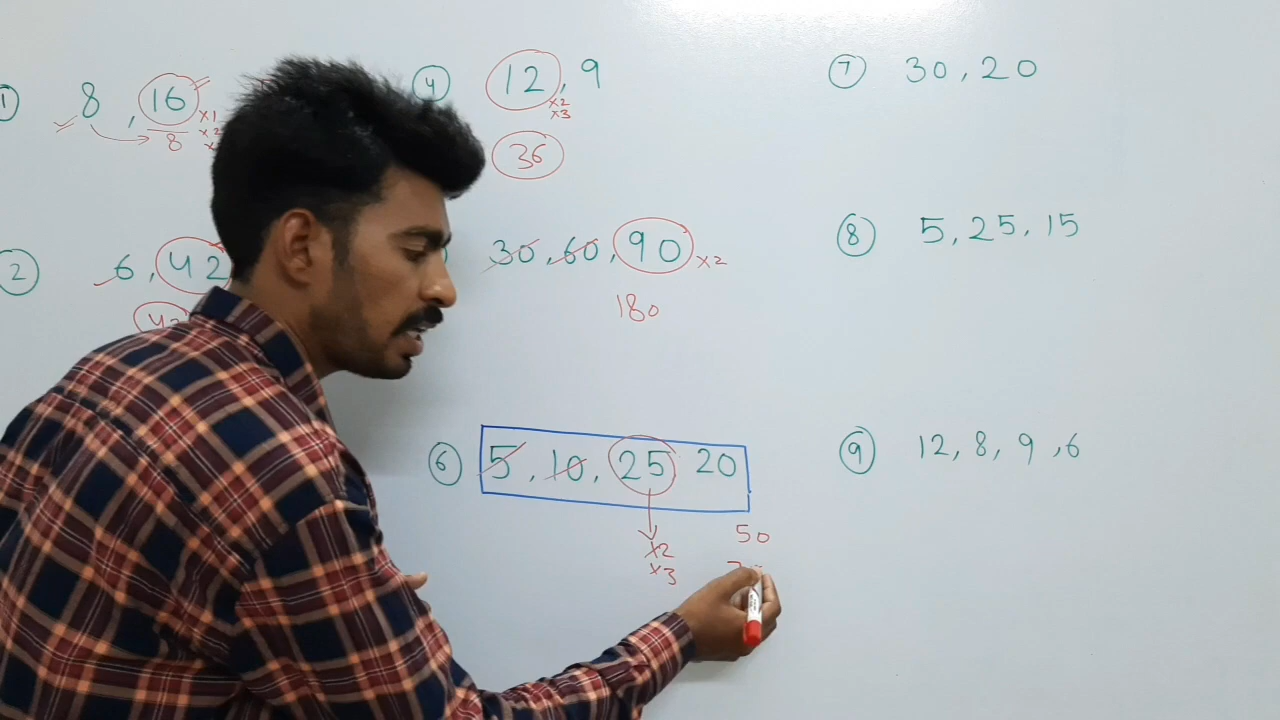 1 8 , 16 x1
x2
8
2 6 , 42
4 12 , 9
x2
x3
36
30 , 60 , 90 x2
180
6 5 , 10 , 25 20
x2
x3
50
7 30 , 20
8 5 , 25 , 15
9 12 , 8 , 9 , 6